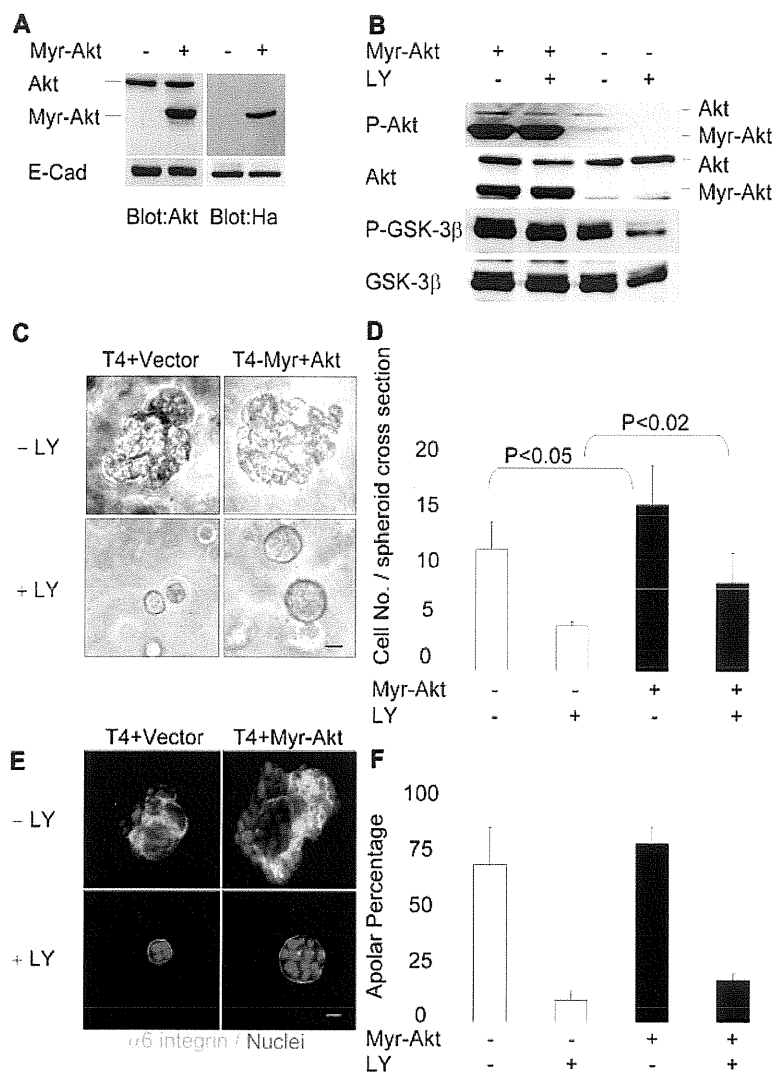 A
Myr-Akt - +  - +
Akt
Myr-Akt
E-Cad
Blot:Akt Blot:Ha
B
Myr-Akt + + - -
LY - + - +
P-Akt
Akt
Myr-Akt
Akt
Akt
Myr-Akt
P-GSK-3β
GSK-3β
C
T4+Vector T4-Myr+Akt
– LY
+ LY
D
Cell No. / spheroid cross section
20
15
10
5
0
P<0.05
P<0.02
Myr-Akt - - + +
LY - + - +
E
T4+Vector T4+Myr-Akt
– LY
+ LY
α6 integrin / Nuclei
F
Apolar Percentage
100
75
50
25
0
Myr-Akt - - + +
LY - + - +